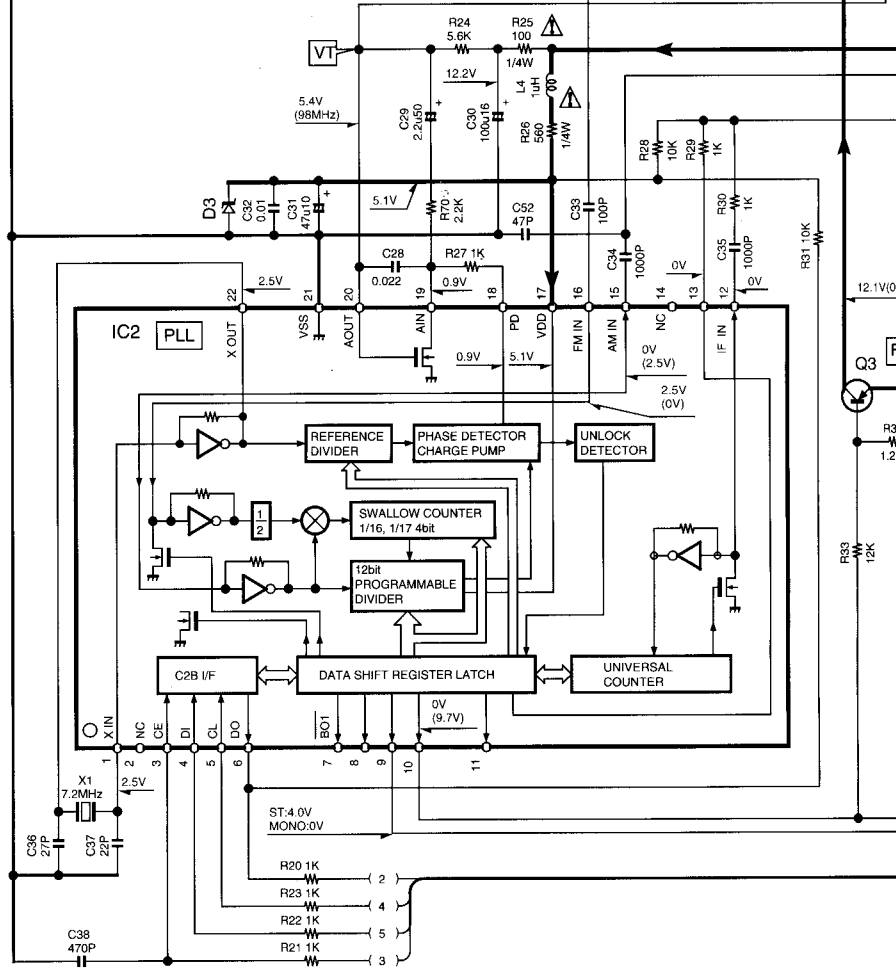 R24
5.6K
R25
100
1/4W
VT
12.2V
5.4V
(98MHz)
C29
2.2u50
C30
100u16
L4
1uH
R26
560
1/4W
R28
10K
R29
1K
R30
1K
D3
C32
0.01
C31
47u10
5.1V
R70
2.2K
C52
47P
C33
100P
C34
1000P
C35
1000P
R31 10K
C28
0.022
R27 1K
2.5V
0.9V
0V
0V
12.1V(0
22
21
20
19
18
17
16
15
14
13
12
IC2
PLL
X OUT
VSS
AOUT
AIN
PD
VDD
FM IN
AM IN
NC
IF IN
0.9V
5.1V
0V
(2.5V)
2.5V
(0V)
Q3
REFERENCE
DIVIDER
PHASE DETECTOR
CHARGE PUMP
UNLOCK
DETECTOR
R3
1.2
1
2
SWALLOW COUNTER
1/16, 1/17 4bit
12bit
PROGRAMMABLE
DIVIDER
R33
12K
C2B I/F
DATA SHIFT REGISTER LATCH
UNIVERSAL
COUNTER
0V
(9.7V)
X IN
NC
CE
DI
CL
DO
BO1
1
2
3
4
5
6
7
8
9
10
11
X1
7.2MHz
2.5V
C36
27P
C37
22P
ST:4.0V
MONO:0V
R20 1K
2
R23 1K
4
R22 1K
5
R21 1K
3
C38
470P